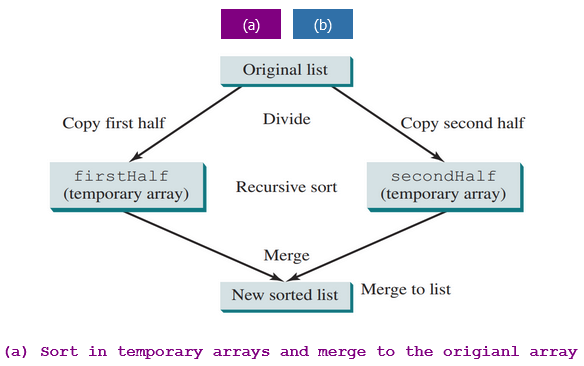 (a) (b)
Original list
Copy first half Divide Copy second half
firstHalf
(temporary array)
Recursive sort
secondHalf
(temporary array)
Merge
New sorted list
Merge to list
(a) Sort in temporary arrays and merge to the origianl array